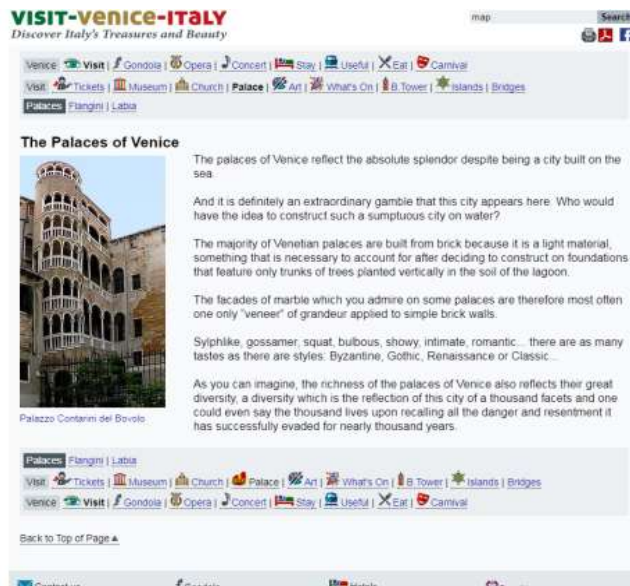 VISIT-VENICE-ITALY
map Search
Discover Italy's Treasures and Beauty
Venice Visit | Gondola | Opera | Concert | Stay | Useful | Eat | Carnival
Visit Tickets | Museum | Church | Palace | Art | What's On | B.Tower | Islands | Bridges
Palaces Flangini | Labia
The Palaces of Venice
The palaces of Venice reflect the absolute splendor despite being a city built on the
sea.
And it is definitely an extraordinary gamble that this city appears here. Who would
have the idea to construct such a sumptuous city on water?
The majority of Venetian palaces are built from brick because it is a light material,
something that is necessary to account for after deciding to construct on foundations
that feature only trunks of trees planted vertically in the soil of the lagoon.
The facades of marble which you admire on some palaces are therefore most often
one only "veneer" of grandeur applied to simple brick walls.
Sylphlike, gossamer, squat, bulbous, showy, intimate, romantic... there are as many
tastes as there are styles: Byzantine, Gothic, Renaissance or Classic...
As you can imagine, the richness of the palaces of Venice also reflects their great
diversity, a diversity which is the reflection of this city of a thousand facets and one
could even say the thousand lives upon recalling all the danger and resentment it
has successfully evaded for nearly thousand years.
Palazzo Contarini del Bovolo
Palaces Flangini | Labia
Visit Tickets | Museum | Church | Palace | Art | What's On | B.Tower | Islands | Bridges
Venice Visit | Gondola | Opera | Concert | Stay | Useful | Eat | Carnival
Back to Top of Page